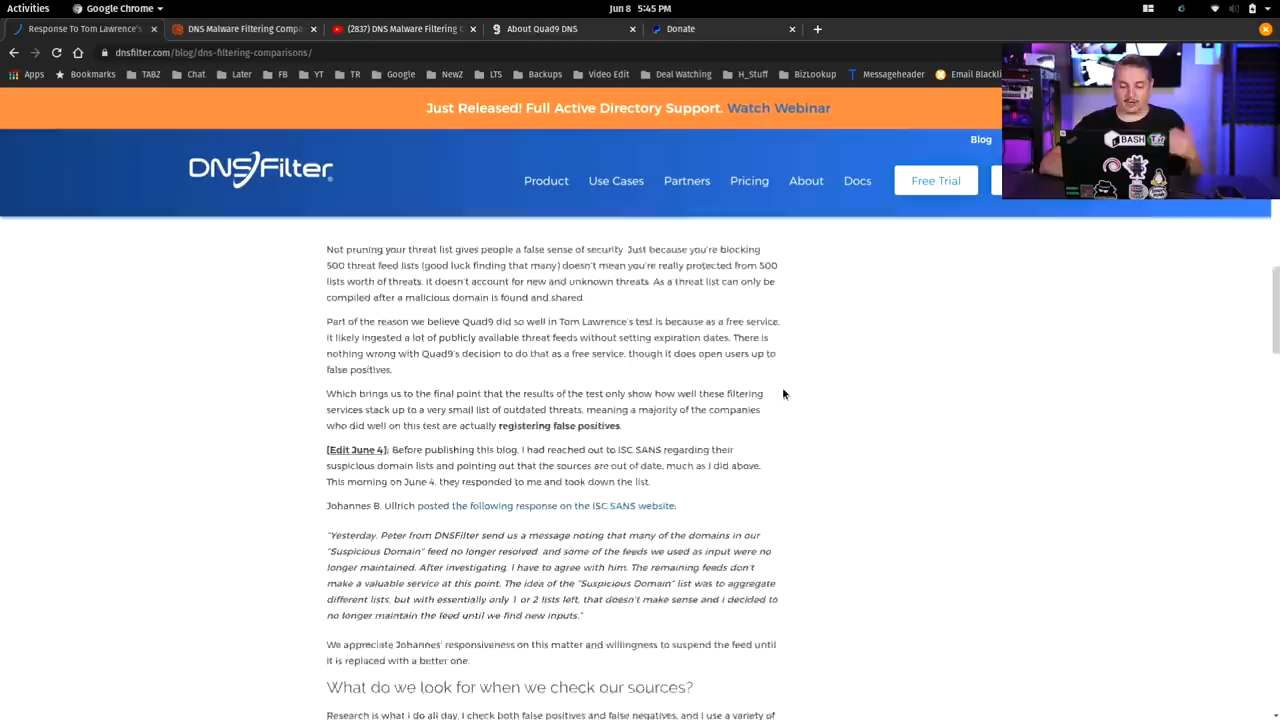 Activities
Google Chrome
Jun 8 5:45 PM
Response To Tom Lawrence's
DNS Malware Filtering Compa
(2837) DNS Malware Filtering C
About Quad9 DNS
Donate
dnsfilter.com/blog/dns-filtering-comparisons/
Apps
Bookmarks
TABZ
Chat
Later
FB
YT
TR
Google
NewZ
LTS
Backups
Video Edit
Deal Watching
H_Stuff
BizLookup
Messageheader
Email Blackli
Just Released! Full Active Directory Support. Watch Webinar
Blog
DNSFilter
Product
Use Cases
Partners
Pricing
About
Docs
Free Trial
BASH
Not pruning your threat list gives people a false sense of security. Just because you're blocking
500 threat feed lists (good luck finding that many) doesn't mean you're really protected from 500
lists worth of threats. It doesn't account for new and unknown threats. As a threat list can only be
compiled after a malicious domain is found and shared.
Part of the reason we believe Quad9 did so well in Tom Lawrence's test is because as a free service,
it likely ingested a lot of publicly available threat feeds without setting expiration dates. There is
nothing wrong with Quad9's decision to do that as a free service, though it does open users up to
false positives.
Which brings us to the final point that the results of the test only show how well these filtering
services stack up to a very small list of outdated threats, meaning a majority of the companies
who did well on this test are actually registering false positives.
[Edit June 4]: Before publishing this blog, I had reached out to ISC SANS regarding their
suspicious domain lists and pointing out that the sources are out of date, much as I did above.
This morning on June 4, they responded to me and took down the list.
Johannes B. Ullrich posted the following response on the ISC SANS website:
"Yesterday, Peter from DNSFilter send us a message noting that many of the domains in our
"Suspicious Domain" feed no longer resolved, and some of the feeds we used as input were no
longer maintained. After investigating, I have to agree with him. The remaining feeds don't
make a valuable service at this point. The idea of the "Suspicious Domain" list was to aggregate
different lists, but with essentially only 1 or 2 lists left, that doesn't make sense and I decided to
no longer maintain the feed until we find new inputs."
We appreciate Johannes' responsiveness on this matter and willingness to suspend the feed until
it is replaced with a better one.
What do we look for when we check our sources?
Research is what I do all day, I check both false positives and false negatives, and I use a variety of